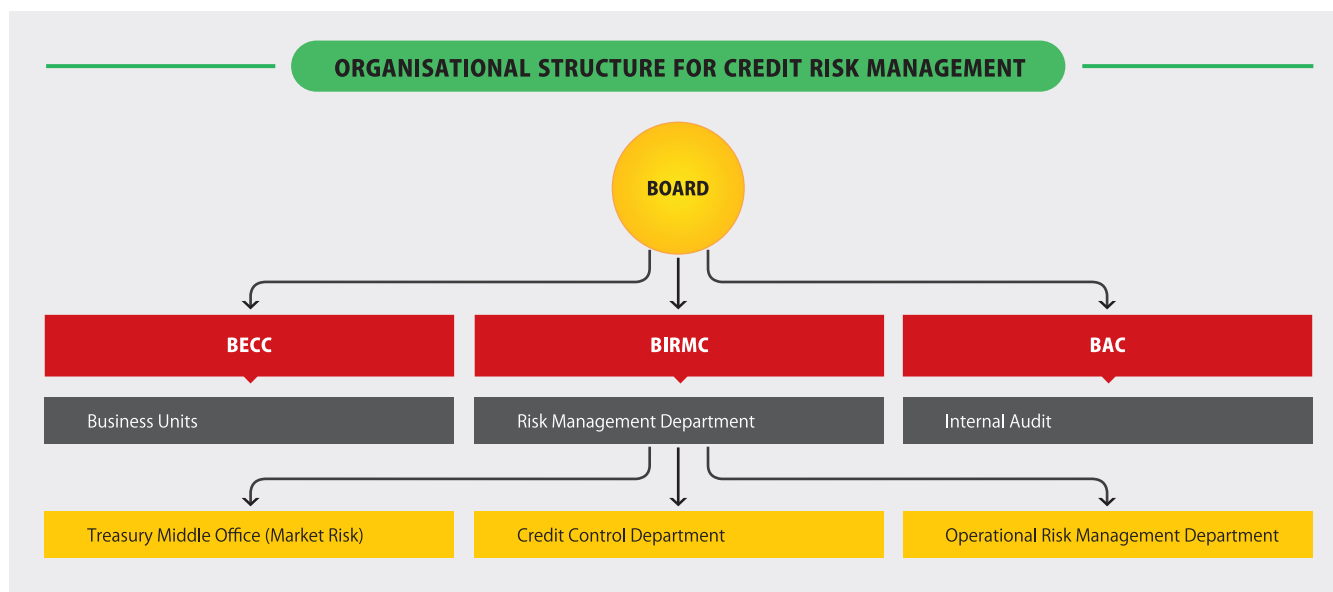 ORGANISATIONAL STRUCTURE FOR CREDIT RISK MANAGEMENT
BOARD
BECC
BIRMC
BAC
Business Units
Risk Management Department
Internal Audit
Treasury Middle Office (Market Risk)
Credit Control Department
Operational Risk Management Department